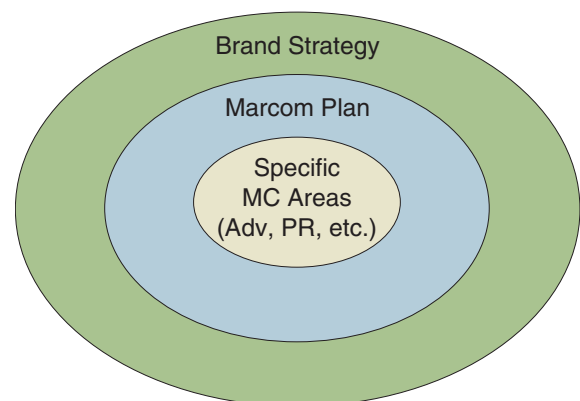 Brand Strategy
Marcom Plan
Specific
MC Areas
(Adv, PR, etc.)